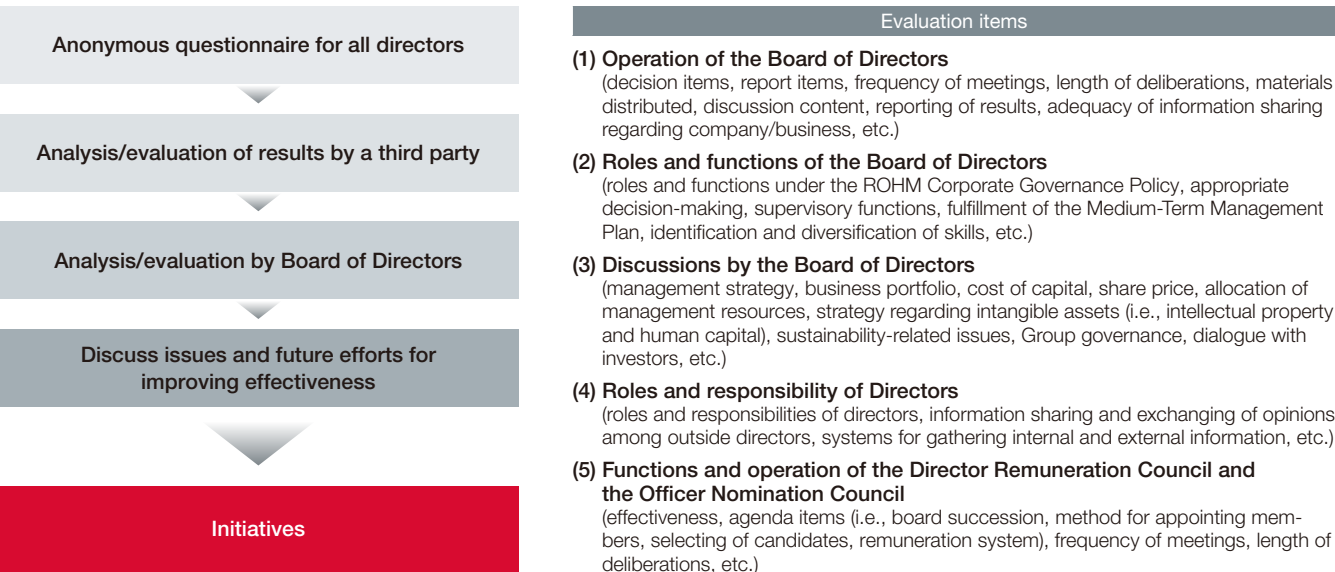 Anonymous questionnaire for all directors
Analysis/evaluation of results by a third party
Analysis/evaluation by Board of Directors
Discuss issues and future efforts for
improving effectiveness
Initiatives
Evaluation items
(1) Operation of the Board of Directors
(decision items, report items, frequency of meetings, length of deliberations, materials
distributed, discussion content, reporting of results, adequacy of information sharing
regarding company/business, etc.)
(2) Roles and functions of the Board of Directors
(roles and functions under the ROHM Corporate Governance Policy, appropriate
decision-making, supervisory functions, fulfillment of the Medium-Term Management
Plan, identification and diversification of skills, etc.)
(3) Discussions by the Board of Directors
(management strategy, business portfolio, cost of capital, share price, allocation of
management resources, strategy regarding intangible assets (i.e., intellectual property
and human capital), sustainability-related issues, Group governance, dialogue with
investors, etc.)
(4) Roles and responsibility of Directors
(roles and responsibilities of directors, information sharing and exchanging of opinions
among outside directors, systems for gathering internal and external information, etc.)
(5) Functions and operation of the Director Remuneration Council and
the Officer Nomination Council
(effectiveness, agenda items (i.e., board succession, method for appointing mem-
bers, selecting of candidates, remuneration system), frequency of meetings, length of
deliberations, etc.)